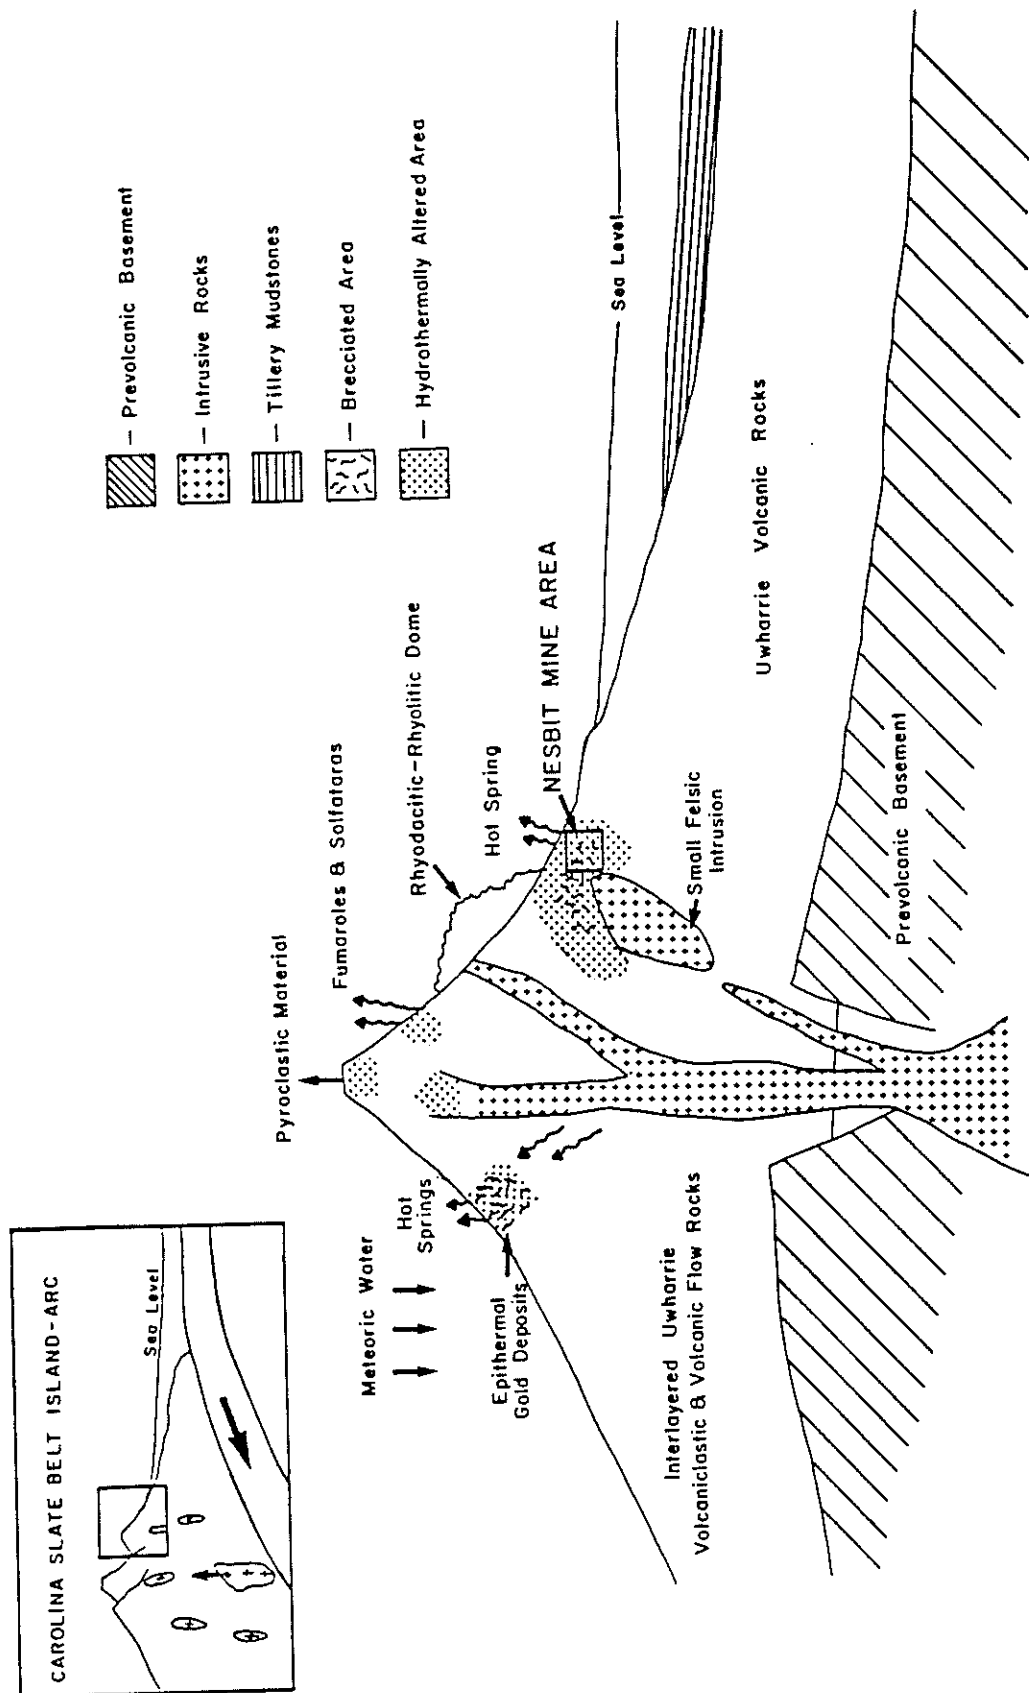 CAROLINA SLATE BELT ISLAND-ARC
Sea Level
— Prevolcanic Basement
— Intrusive Rocks
— Tillery Mudstones
— Brecciated Area
— Hydrothermally Altered Area
Pyroclastic Material
Fumaroles & Solfataras
Rhyodacitic-Rhyolitic Dome
Hot Spring
NESBIT MINE AREA
Sea Level
Meteoric Water
Hot
Springs
Epithermal
Gold Deposits
Small Felsic
Intrusion
Uwharrie Volcanic Rocks
Interlayered Uwharrie
Volcaniclastic & Volcanic Flow Rocks
Prevolcanic Basement